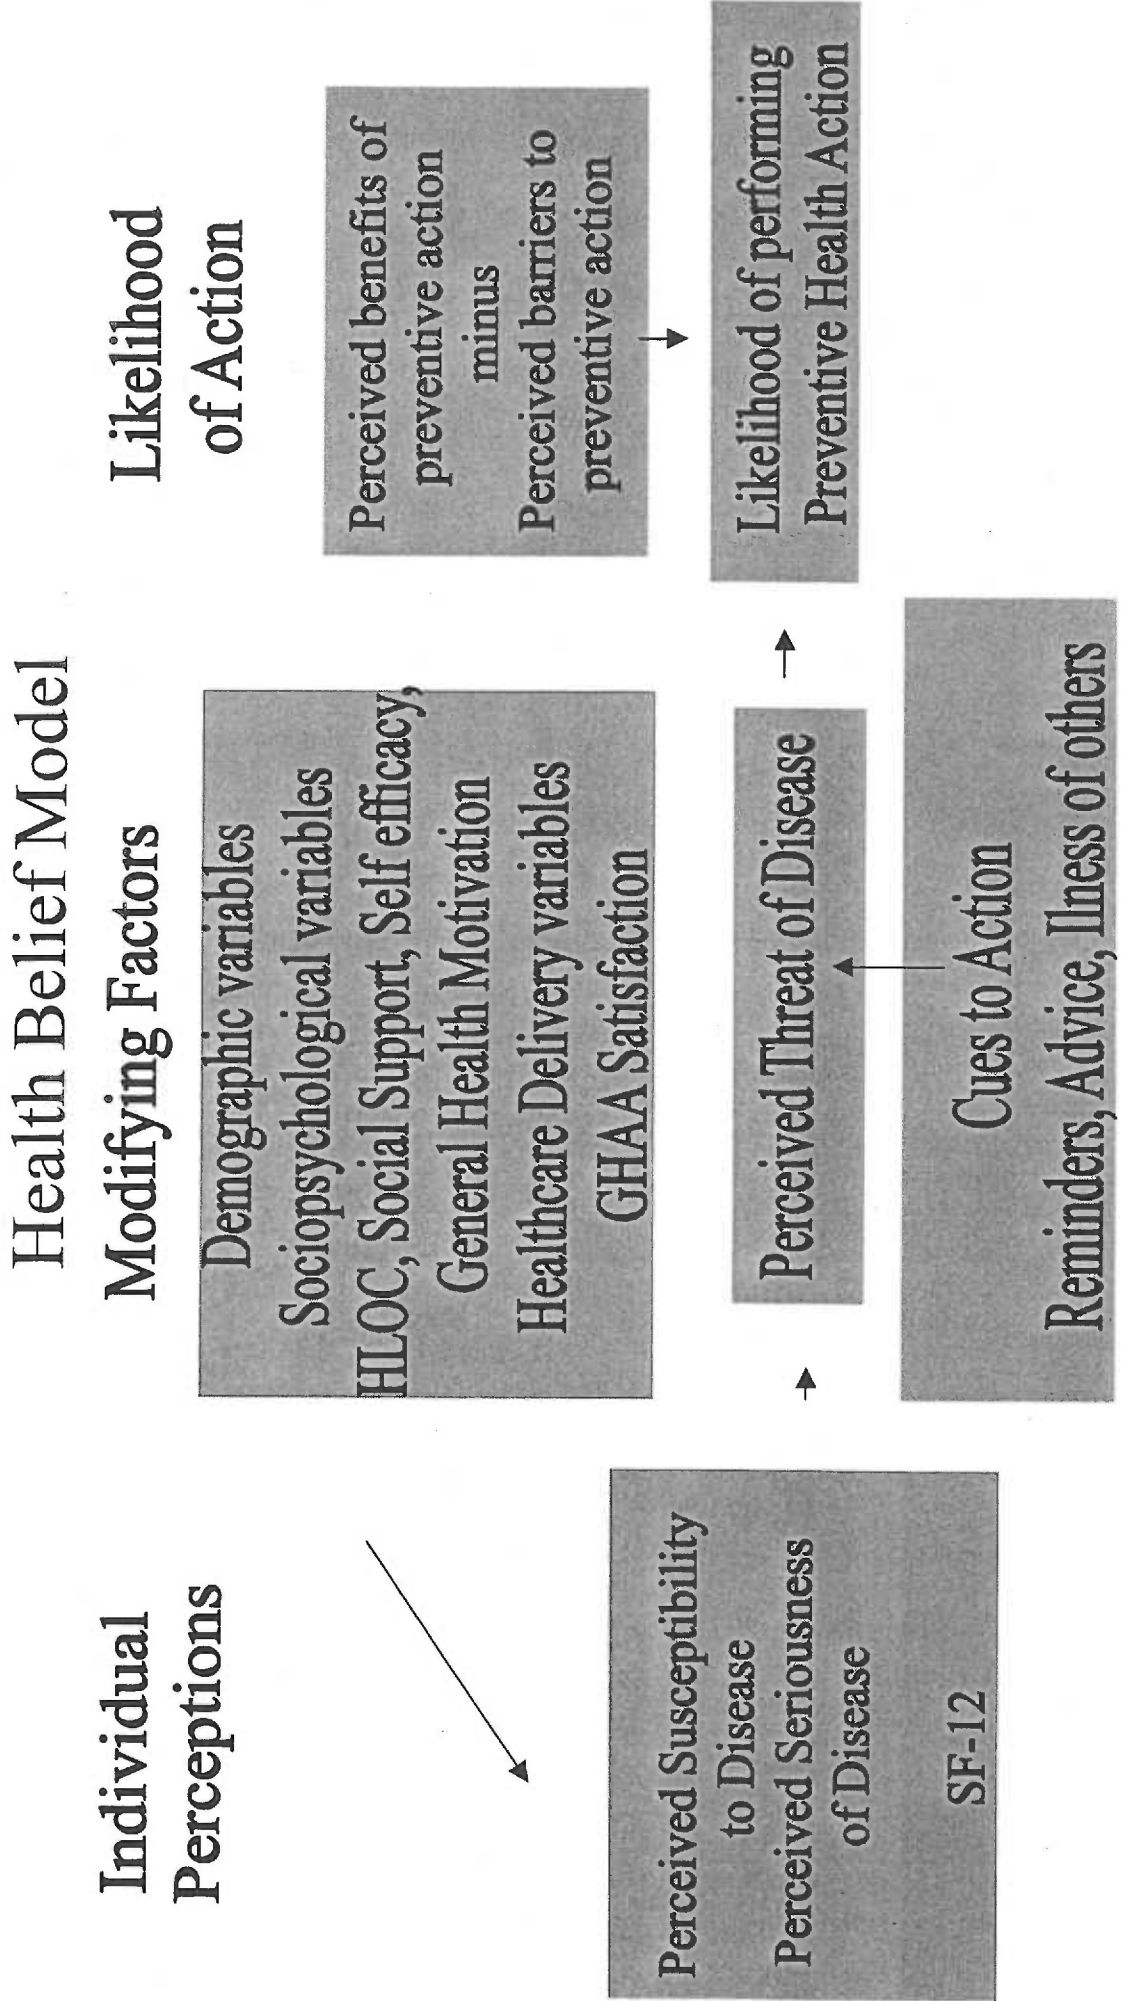 Health Belief Model
Individual
Perceptions
Modifying Factors
Likelihood
of Action
Demographic variables
Sociopsychological variables
HLOC, Social Support, Self efficacy,
General Health Motivation
Healthcare Delivery variables
GHAA Satisfaction
Perceived benefits of
preventive action
minus
Perceived barriers to
preventive action
Perceived Susceptibility
to Disease
Perceived Seriousness
of Disease
SF-12
Perceived Threat of Disease
Likelihood of performing
Preventive Health Action
Cues to Action
Reminders, Advice, Ilness of others